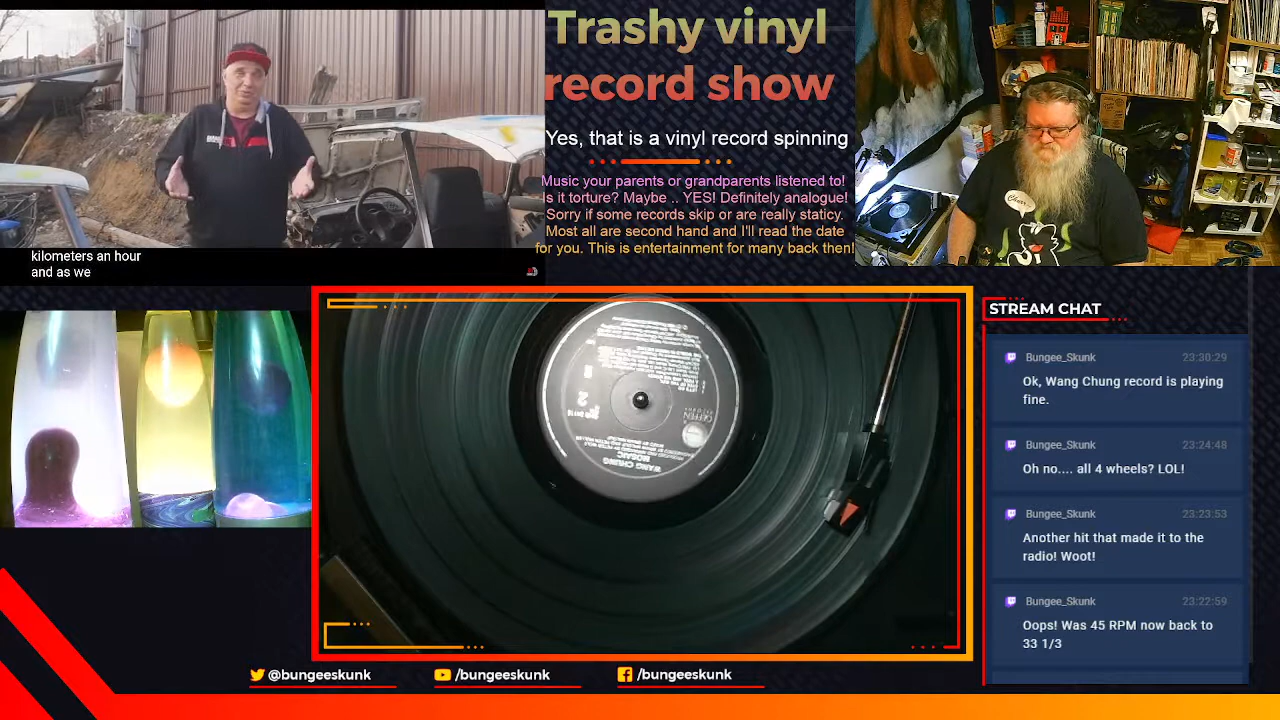 kilometers an hour
and as we
Trashy vinyl
record show
Yes, that is a vinyl record spinning
Music your parents or grandparents listened to!
Is it torture? Maybe .. YES! Definitely analogue!
Sorry if some records skip or are really staticy.
Most all are second hand and I'll read the date
for you. This is entertainment for many back then!
WANG CHUNG
MOSAIC
GEFFEN
2
STREAM CHAT
Bungee_Skunk 23:30:29
Ok, Wang Chung record is playing
fine.
Bungee_Skunk 23:24:48
Oh no.... all 4 wheels? LOL!
Bungee_Skunk 23:23:53
Another hit that made it to the
radio! Woot!
Bungee_Skunk 23:22:59
Oops! Was 45 RPM now back to
33 1/3
@bungeeskunk
/bungeeskunk
/bungeeskunk